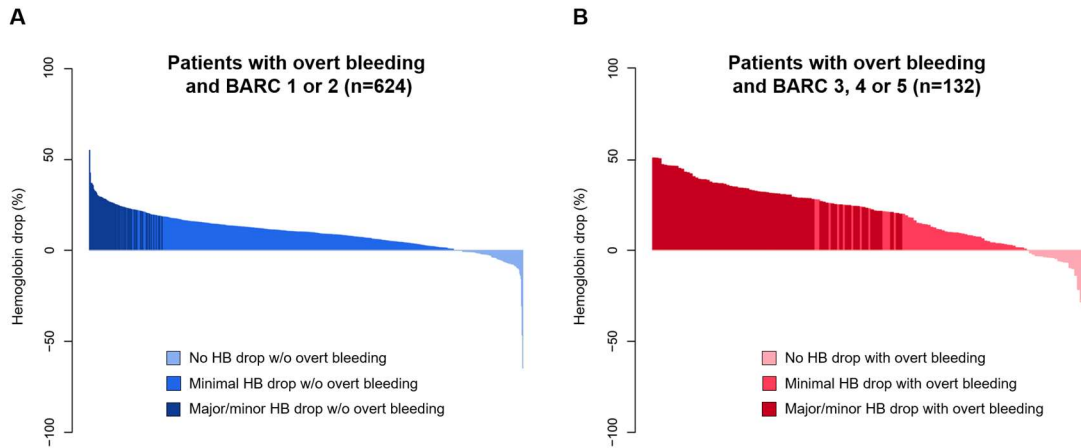 A
Patients with overt bleeding
and BARC 1 or 2 (n=624)
Hemoglobin drop (%)
100
50
0
−50
−100
No HB drop w/o overt bleeding
Minimal HB drop w/o overt bleeding
Major/minor HB drop w/o overt bleeding
B
Patients with overt bleeding
and BARC 3, 4 or 5 (n=132)
Hemoglobin drop (%)
100
50
0
−50
−100
No HB drop with overt bleeding
Minimal HB drop with overt bleeding
Major/minor HB drop with overt bleeding